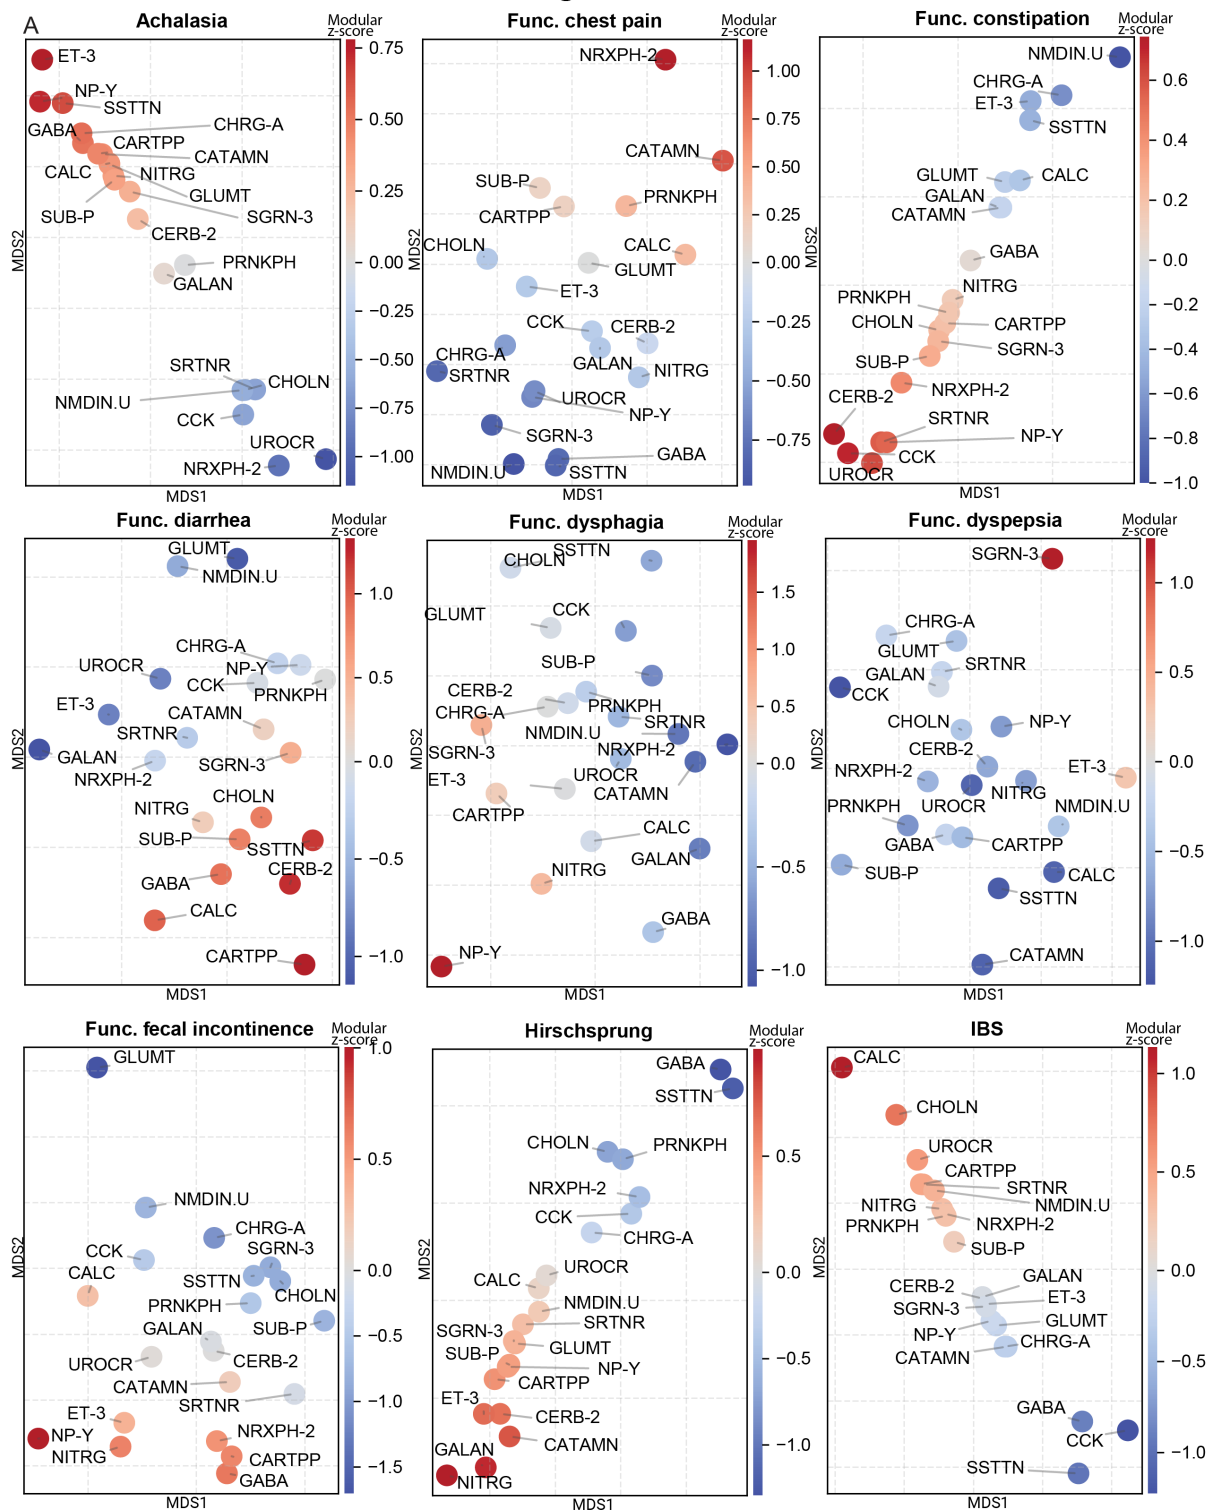 A
Achalasia
Modular
z-score
ET-3
NP-Y
SSTTN
GABA
CHRG-A
CARTPP
CATAMN
CALC
NITRG
GLUMT
SUB-P
SGRN-3
CERB-2
PRNKPH
GALAN
SRTNR
CHOLN
NMDIN.U
CCK
UROCR
NRXPH-2
MDS2
MDS1
0.75
0.50
0.25
0.00
−0.25
−0.50
−0.75
−1.00
Func. chest pain
Modular
z-score
NRXPH-2
CATAMN
SUB-P
PRNKPH
CARTPP
CHOLN
CALC
GLUMT
ET-3
CCK
CERB-2
CHRG-A
GALAN
SRTNR
NITRG
UROCR
NP-Y
SGRN-3
GABA
NMDIN.U
SSTTN
MDS2
MDS1
1.00
0.75
0.50
0.25
0.00
−0.25
−0.50
−0.75
Func. constipation
Modular
z-score
NMDIN.U
CHRG-A
ET-3
SSTTN
GLUMT
CALC
GALAN
CATAMN
GABA
NITRG
PRNKPH
CHOLN
CARTPP
SGRN-3
SUB-P
NRXPH-2
CERB-2
SRTNR
NP-Y
CCK
UROCR
MDS2
MDS1
0.6
0.4
0.2
0.0
−0.2
−0.4
−0.6
−0.8
−1.0
Func. diarrhea
Modular
z-score
GLUMT
NMDIN.U
CHRG-A
UROCR
NP-Y
CCK
PRNKPH
ET-3
CATAMN
SRTNR
GALAN
SGRN-3
NRXPH-2
CHOLN
NITRG
SUB-P
SSTTN
CERB-2
GABA
CALC
CARTPP
MDS2
MDS1
1.0
0.5
0.0
−0.5
−1.0
Func. dysphagia
Modular
z-score
SSTTN
CHOLN
GLUMT
CCK
SUB-P
CERB-2
CHRG-A
PRNKPH
SRTNR
NMDIN.U
SGRN-3
NRXPH-2
ET-3
UROCR
CATAMN
CARTPP
CALC
GALAN
NITRG
GABA
NP-Y
MDS2
MDS1
1.5
1.0
0.5
0.0
−0.5
−1.0
Func. dyspepsia
Modular
z-score
SGRN-3
CHRG-A
GLUMT
SRTNR
GALAN
CCK
CHOLN
NP-Y
CERB-2
NRXPH-2
ET-3
NITRG
PRNKPH
UROCR
NMDIN.U
GABA
CARTPP
SUB-P
CALC
SSTTN
CATAMN
MDS2
MDS1
1.0
0.5
0.0
−0.5
−1.0
Func. fecal incontinence
Modular
z-score
GLUMT
NMDIN.U
CHRG-A
CCK
SGRN-3
CALC
SSTTN
CHOLN
PRNKPH
SUB-P
GALAN
UROCR
CERB-2
CATAMN
SRTNR
ET-3
NP-Y
NRXPH-2
NITRG
CARTPP
GABA
MDS2
MDS1
1.0
0.5
0.0
−0.5
−1.0
−1.5
Hirschsprung
Modular
z-score
GABA
SSTTN
CHOLN
PRNKPH
NRXPH-2
CCK
CHRG-A
UROCR
CALC
NMDIN.U
SRTNR
SGRN-3
GLUMT
SUB-P
NP-Y
CARTPP
ET-3
CERB-2
CATAMN
GALAN
NITRG
MDS2
MDS1
0.5
0.0
−0.5
−1.0
IBS
Modular
z-score
CALC
CHOLN
UROCR
CARTPP
SRTNR
NITRG
NMDIN.U
PRNKPH
NRXPH-2
SUB-P
GALAN
CERB-2
ET-3
SGRN-3
GLUMT
NP-Y
CHRG-A
CATAMN
GABA
CCK
SSTTN
MDS2
MDS1
1.0
0.5
0.0
−0.5
−1.0